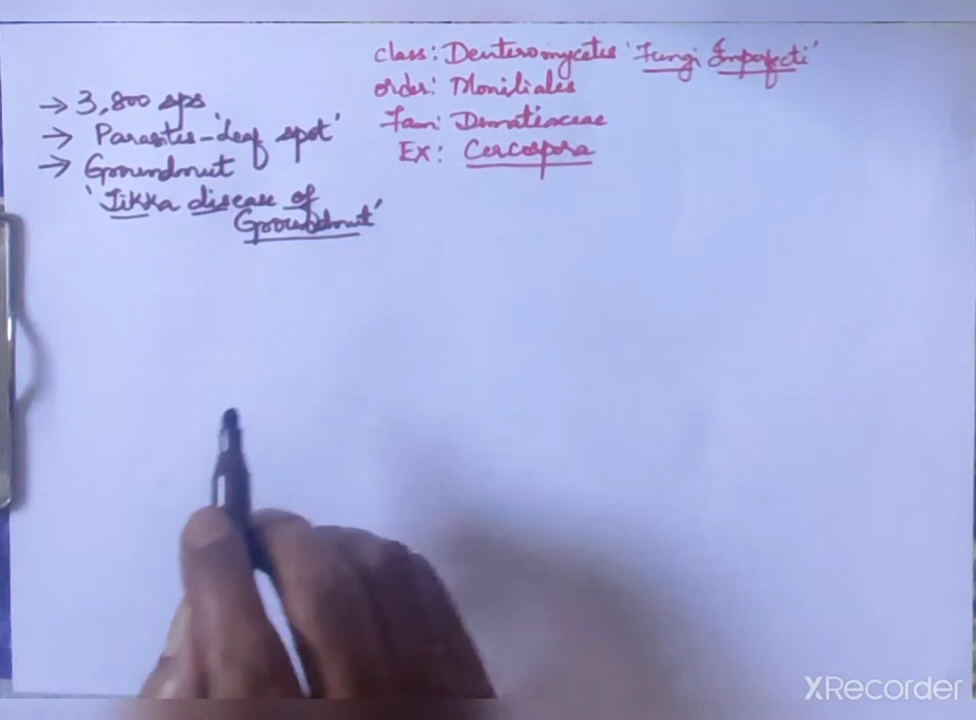 class: Deuteromycetes 'Fungi Imperfecti'
order: Moniliales
Fam: Dematiaceae
Ex: Cercospora
→ 3,800 sps
→ Parasites - 'leaf spot'
→ Groundnut
'Tikka disease of
Groundnut'
XRecorder